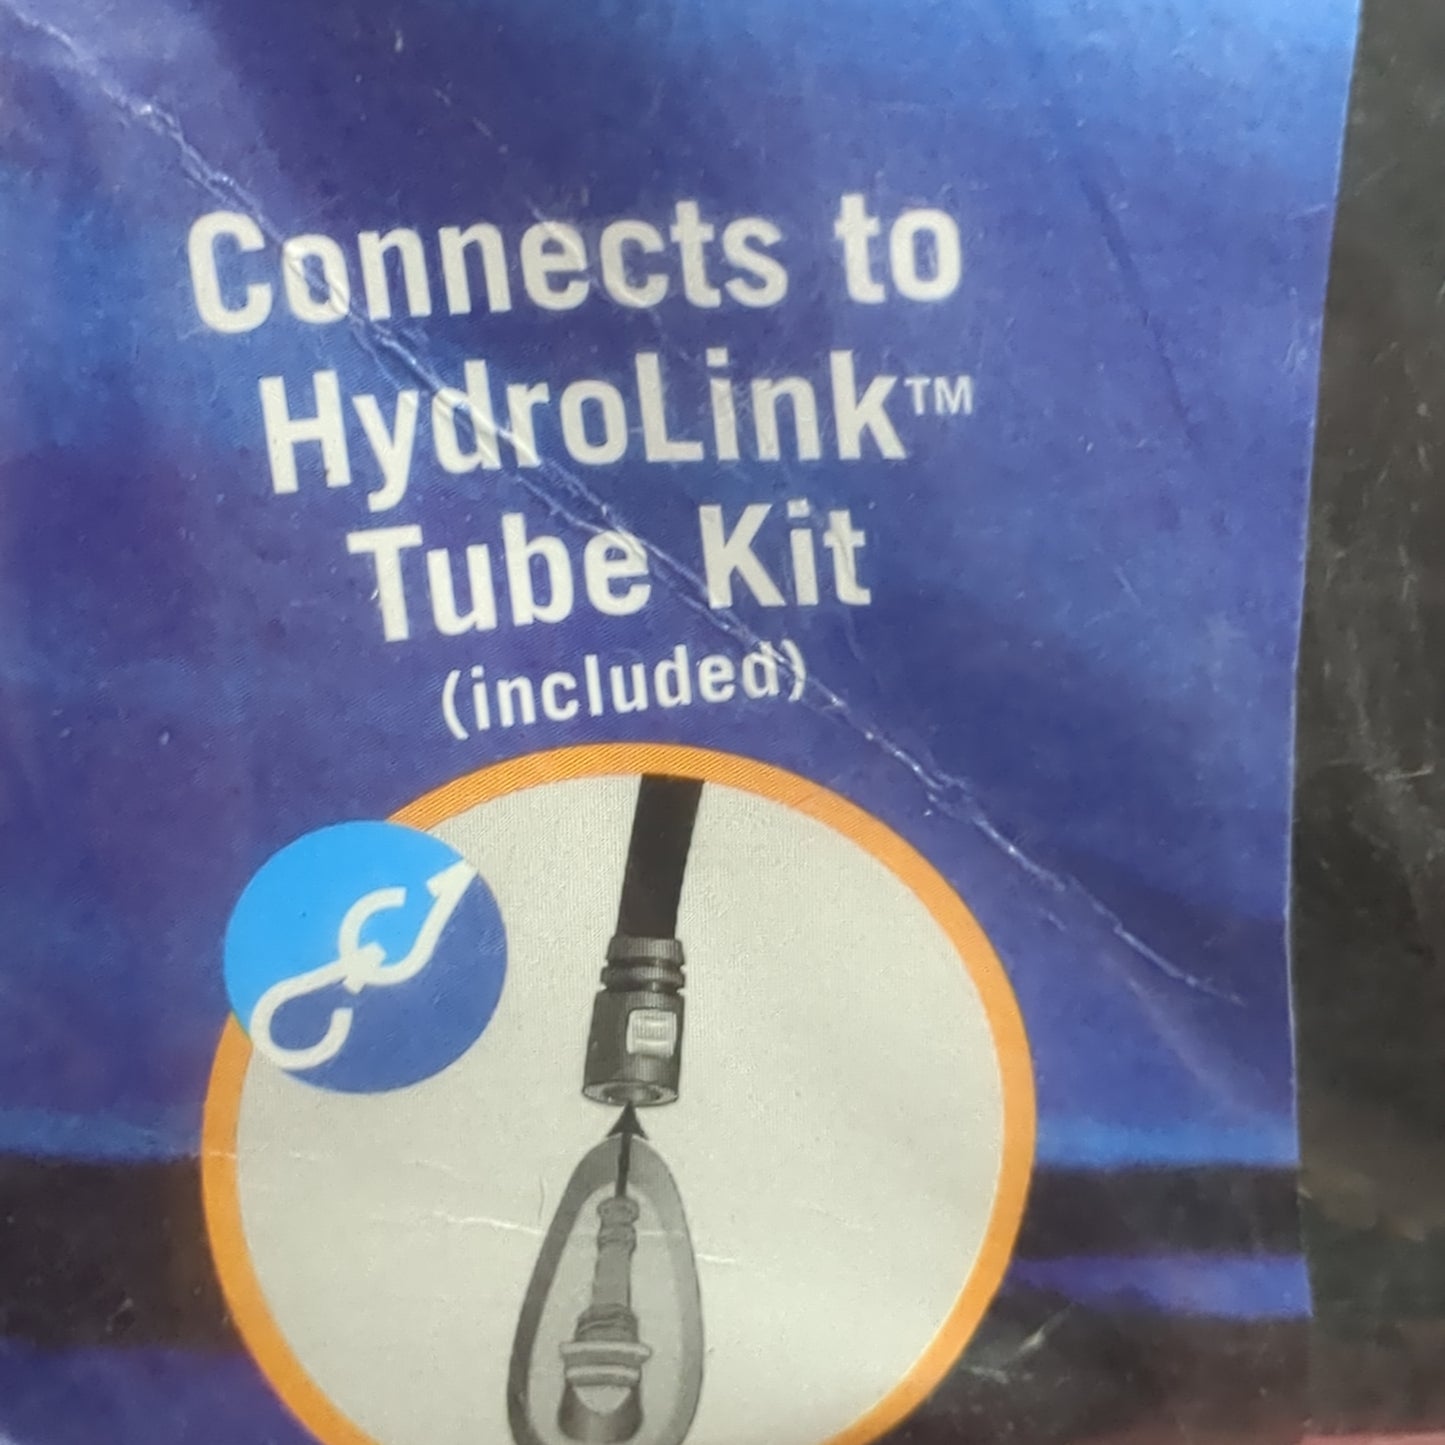 Connects to
HydroLink™
Tube Kit
(included)